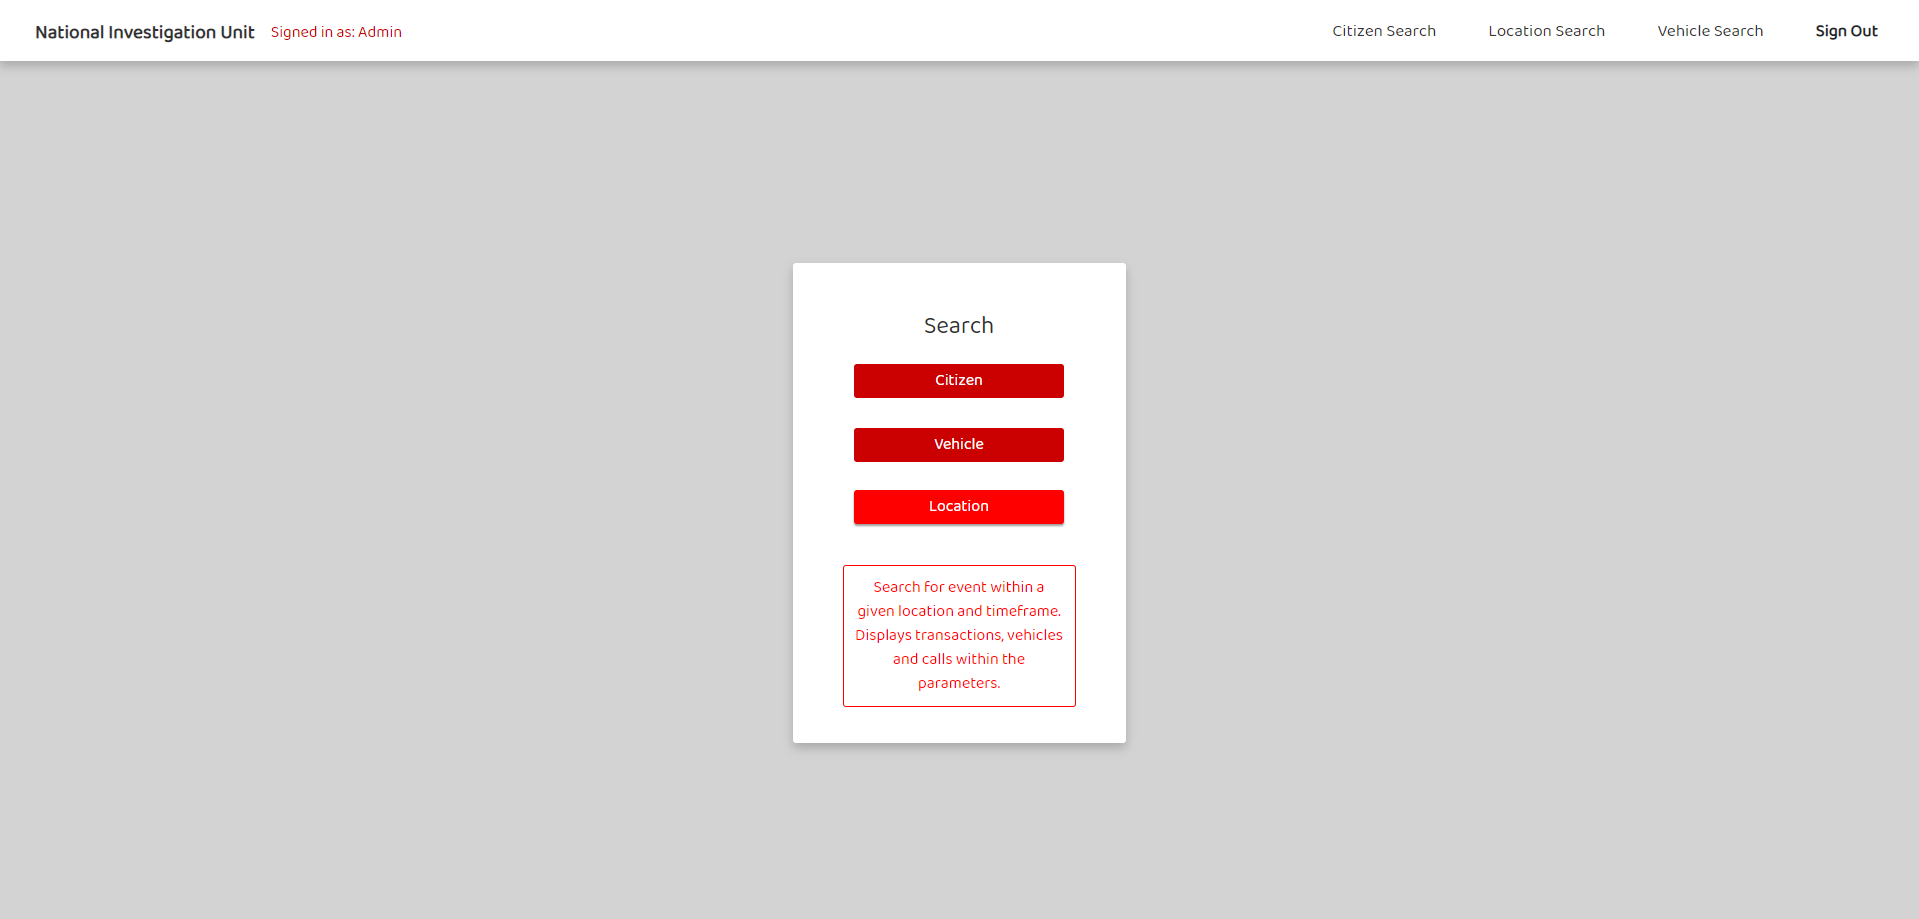 National Investigation Unit Signed in as: Admin Citizen Search Location Search Vehicle Search Sign Out
Search
Citizen
Vehicle
Location
Search for event within a
given location and timeframe.
Displays transactions, vehicles
and calls within the
parameters.